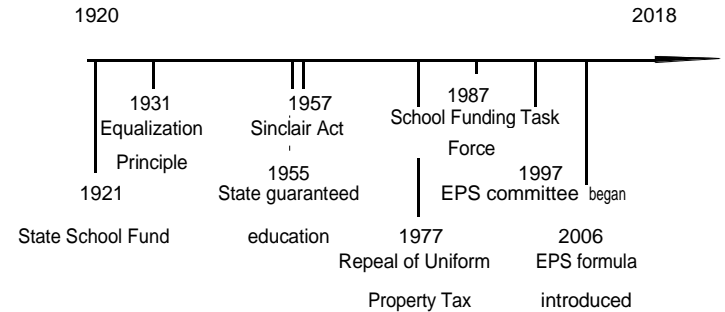 1920
2018
1931
Equalization
Principle
1957
Sinclair Act
1987
School Funding Task
Force
1921
State School Fund
1955
State guaranteed
education
1997
EPS committee began
1977
Repeal of Uniform
Property Tax
2006
EPS formula
introduced